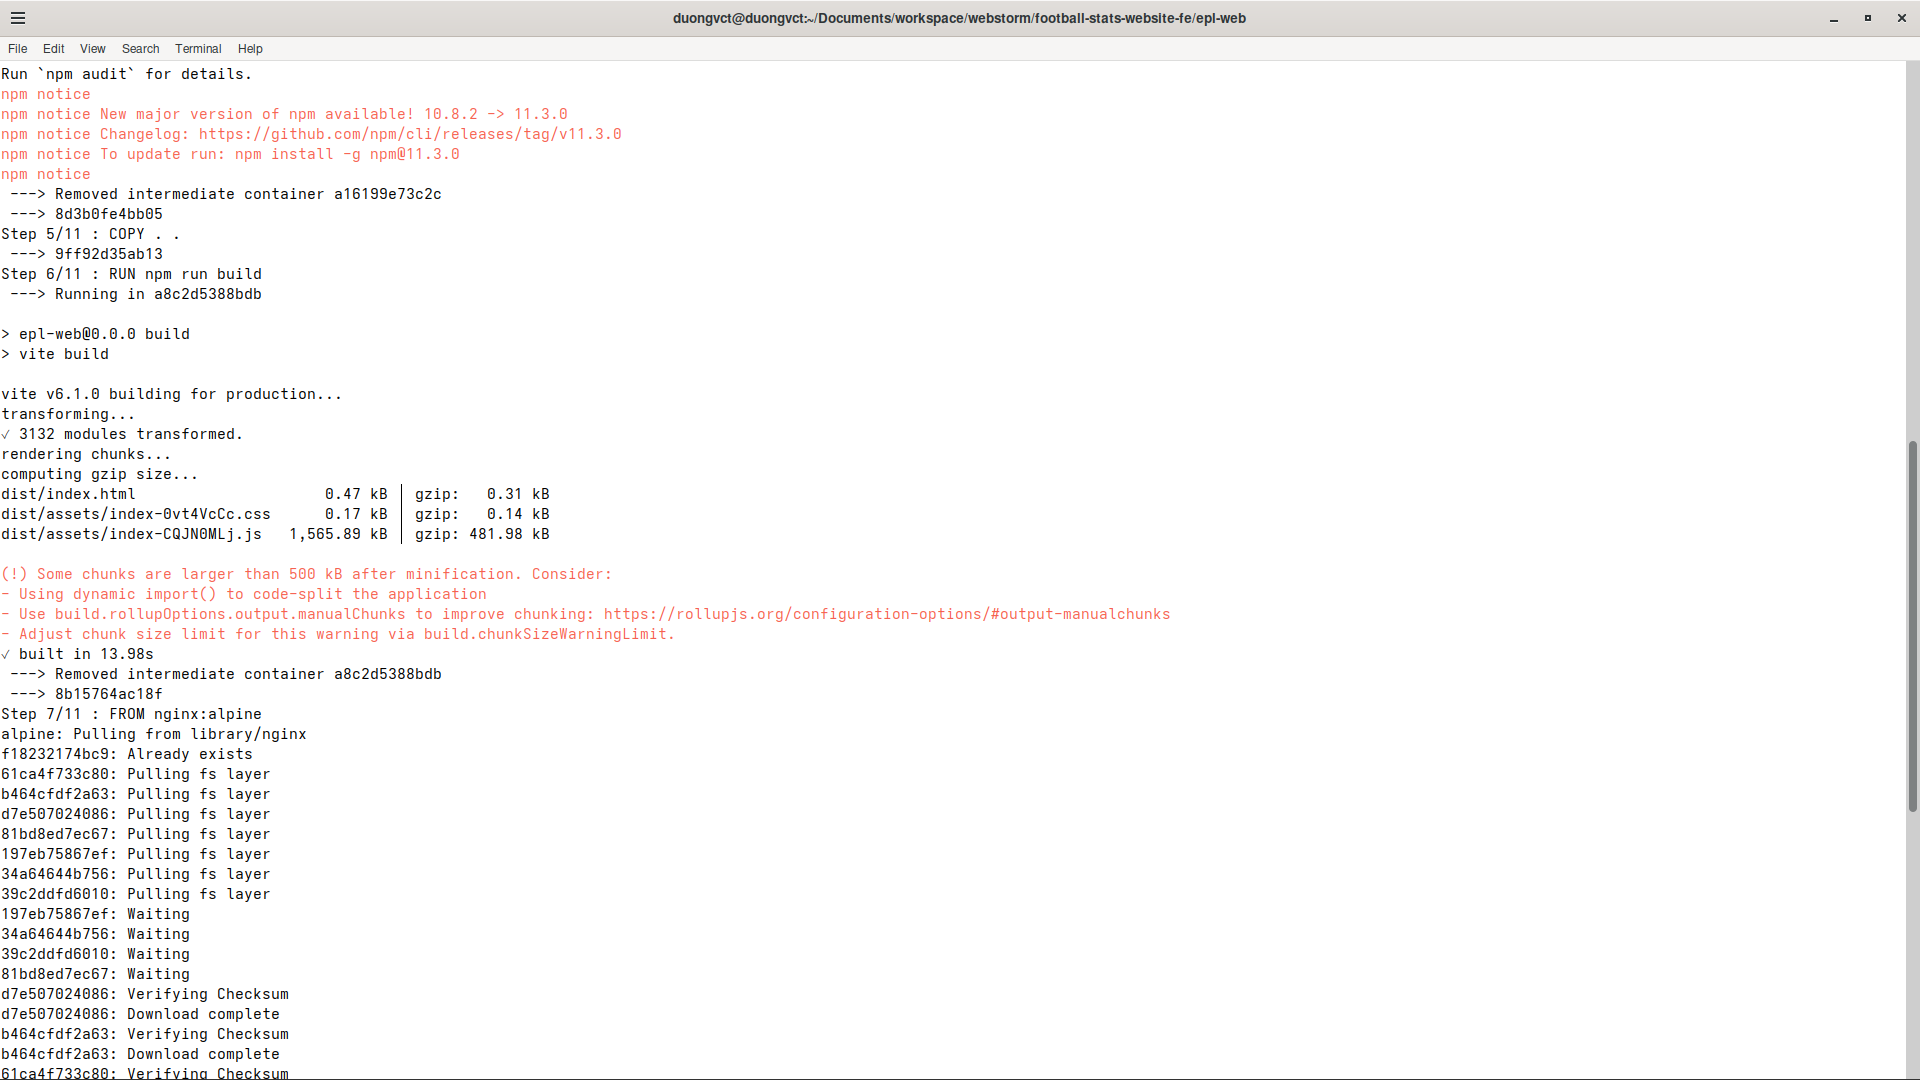 duongvct@duongvct:~/Documents/workspace/webstorm/football-stats-website-fe/epl-web
File Edit View Search Terminal Help
Run `npm audit` for details.
npm notice
npm notice New major version of npm available! 10.8.2 -> 11.3.0
npm notice Changelog: https://github.com/npm/cli/releases/tag/v11.3.0
npm notice To update run: npm install -g npm@11.3.0
npm notice
 ---> Removed intermediate container a16199e73c2c
 ---> 8d3b0fe4bb05
Step 5/11 : COPY . .
 ---> 9ff92d35ab13
Step 6/11 : RUN npm run build
 ---> Running in a8c2d5388bdb
> epl-web@0.0.0 build
> vite build
vite v6.1.0 building for production...
transforming...
✓ 3132 modules transformed.
rendering chunks...
computing gzip size...
dist/index.html                     0.47 kB │ gzip:   0.31 kB
dist/assets/index-0vt4VcCc.css      0.17 kB │ gzip:   0.14 kB
dist/assets/index-CQJN0MLj.js   1,565.89 kB │ gzip: 481.98 kB
(!) Some chunks are larger than 500 kB after minification. Consider:
- Using dynamic import() to code-split the application
- Use build.rollupOptions.output.manualChunks to improve chunking: https://rollupjs.org/configuration-options/#output-manualchunks
- Adjust chunk size limit for this warning via build.chunkSizeWarningLimit.
✓ built in 13.98s
 ---> Removed intermediate container a8c2d5388bdb
 ---> 8b15764ac18f
Step 7/11 : FROM nginx:alpine
alpine: Pulling from library/nginx
f18232174bc9: Already exists
61ca4f733c80: Pulling fs layer
b464cfdf2a63: Pulling fs layer
d7e507024086: Pulling fs layer
81bd8ed7ec67: Pulling fs layer
197eb75867ef: Pulling fs layer
34a64644b756: Pulling fs layer
39c2ddfd6010: Pulling fs layer
197eb75867ef: Waiting
34a64644b756: Waiting
39c2ddfd6010: Waiting
81bd8ed7ec67: Waiting
d7e507024086: Verifying Checksum
d7e507024086: Download complete
b464cfdf2a63: Verifying Checksum
b464cfdf2a63: Download complete
61ca4f733c80: Verifying Checksum